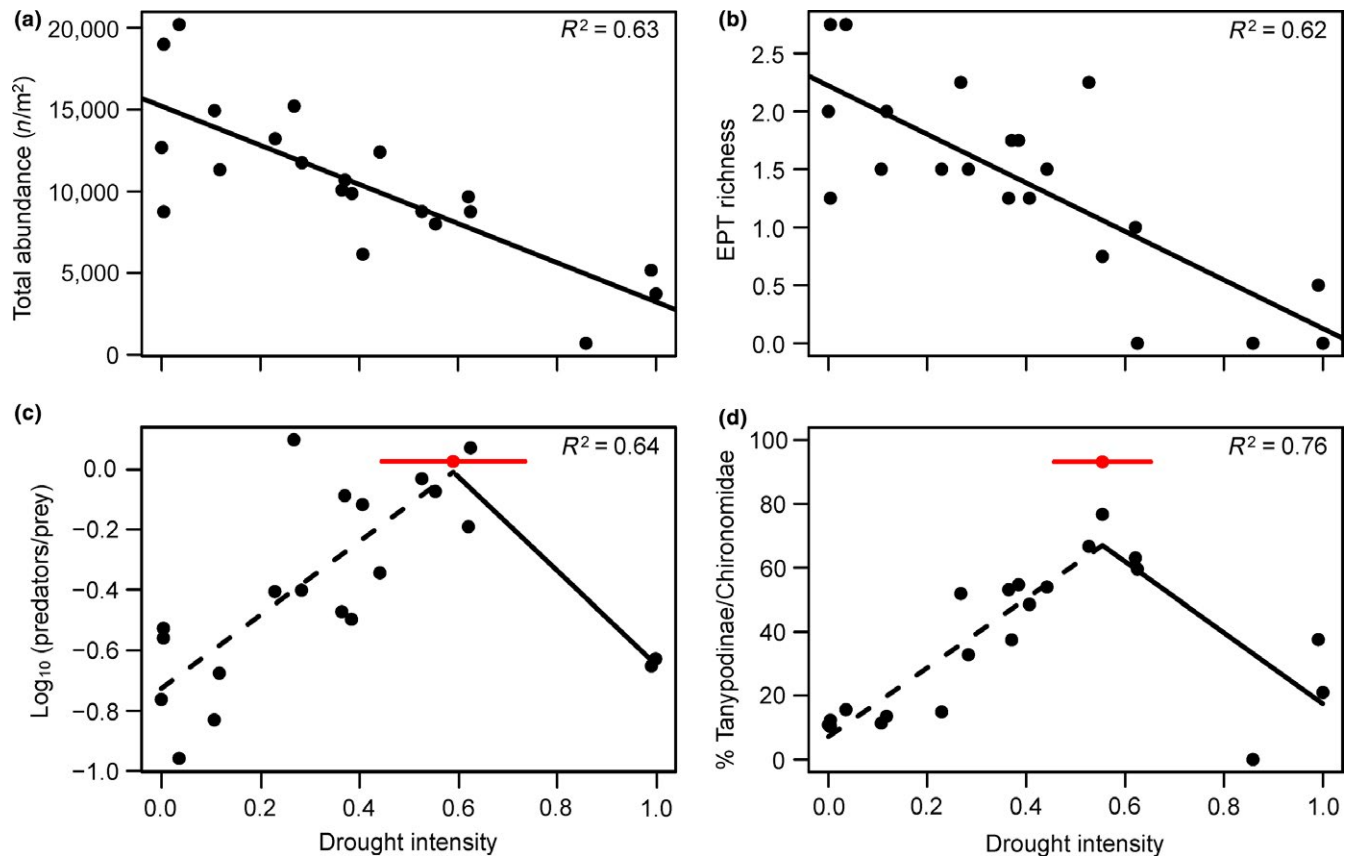 (a)
R² = 0.63
Total abundance (n/m²)
20,000
15,000
10,000
5,000
0
(b)
R² = 0.62
EPT richness
2.5
2.0
1.5
1.0
0.5
0.0
(c)
R² = 0.64
Log₁₀ (predators/prey)
0.0
−0.2
−0.4
−0.6
−0.8
−1.0
0.0 0.2 0.4 0.6 0.8 1.0
Drought intensity
(d)
R² = 0.76
% Tanypodinae/Chironomidae
100
80
60
40
20
0
0.0 0.2 0.4 0.6 0.8 1.0
Drought intensity